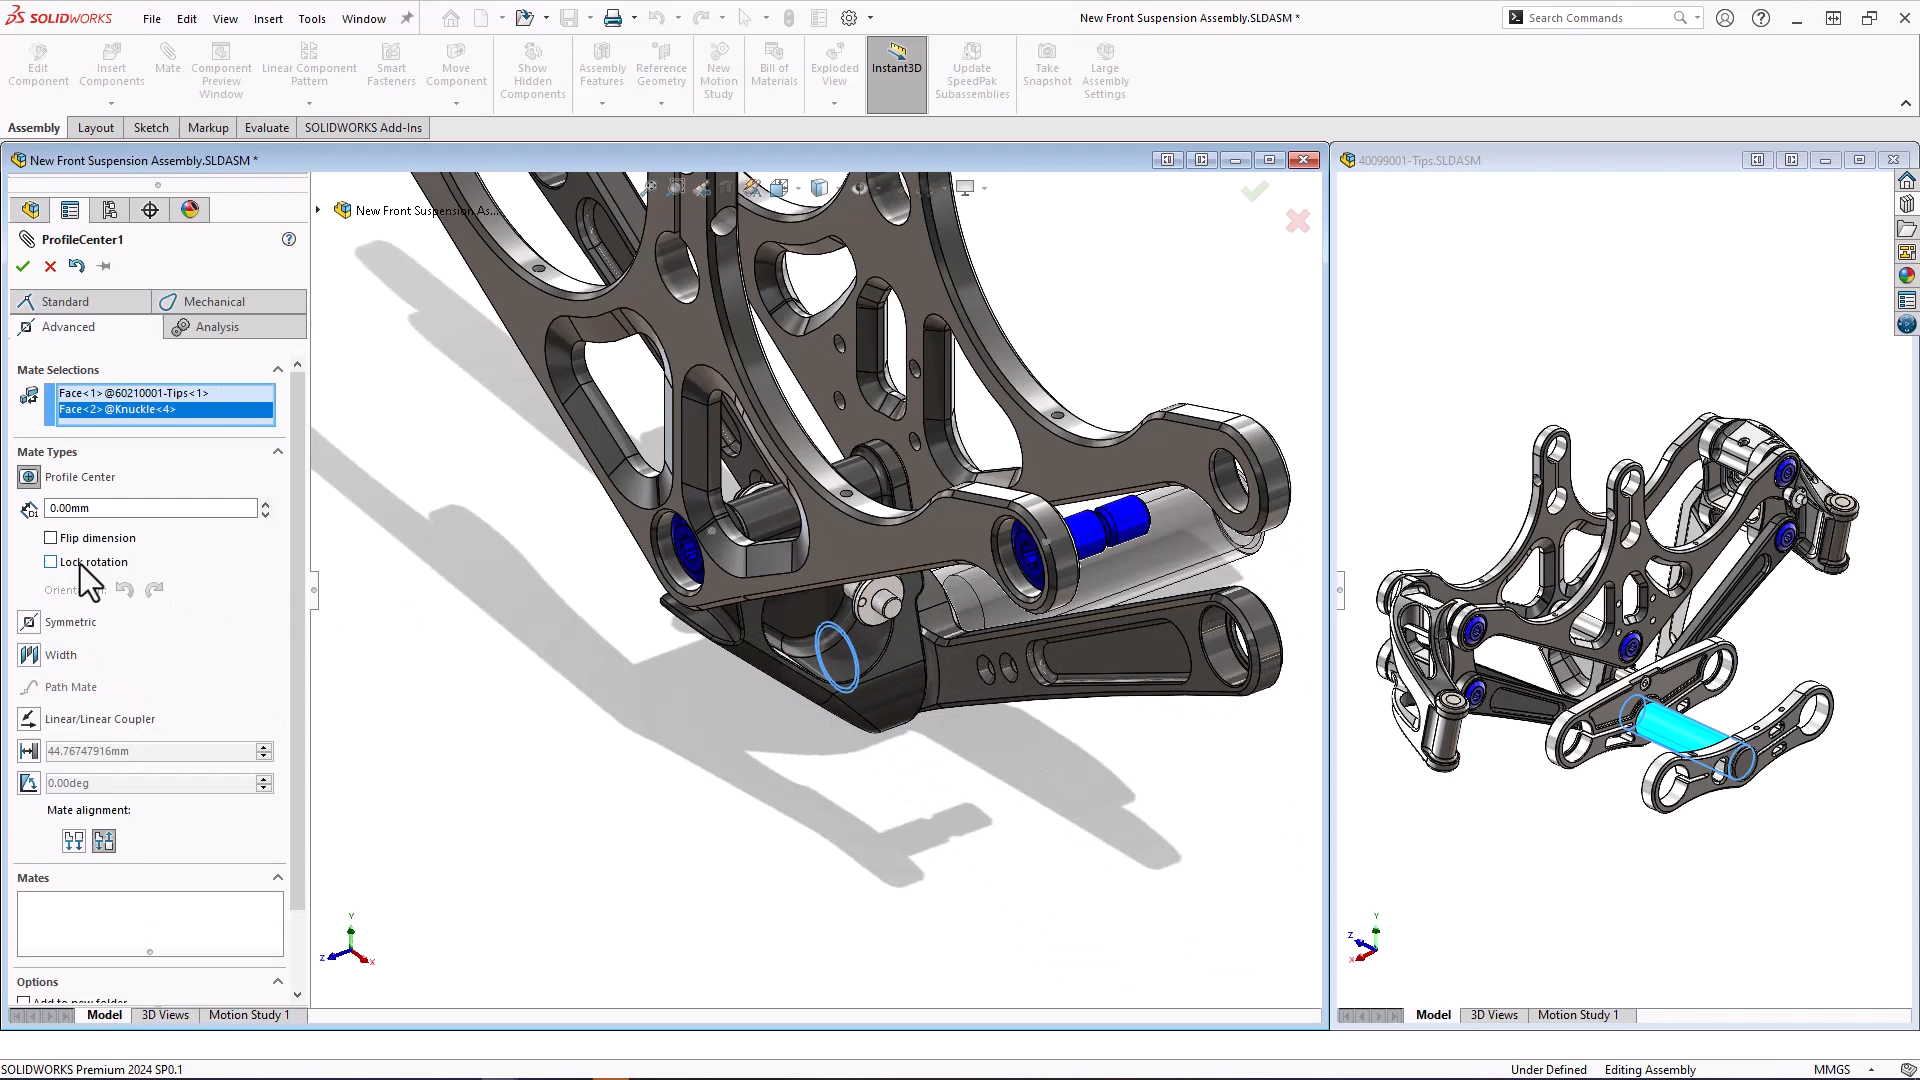 SOLIDWORKS
File Edit View Insert Tools Window
New Front Suspension Assembly.SLDASM *
Search Commands
Edit Component
Insert Components
Mate
Component Preview Window
Linear Component Pattern
Smart Fasteners
Move Component
Show Hidden Components
Assembly Features
Reference Geometry
New Motion Study
Bill of Materials
Exploded View
Instant3D
Update SpeedPak Subassemblies
Take Snapshot
Large Assembly Settings
Assembly Layout Sketch Markup Evaluate SOLIDWORKS Add-Ins
New Front Suspension Assembly.SLDASM *
40099001-Tips.SLDASM
New Front Suspension As...
ProfileCenter1
Standard Mechanical
Advanced Analysis
Mate Selections
Face<1>@60210001-Tips<1>
Face<2>@Knuckle<4>
Mate Types
Profile Center
0.00mm
Flip dimension
Lock rotation
Symmetric
Width
Path Mate
Linear/Linear Coupler
44.76747916mm
0.00deg
Mate alignment:
Mates
Options
Add to new folder
Y
Z
X
Y
Z
X
Model 3D Views Motion Study 1
Model 3D Views Motion Study 1
SOLIDWORKS Premium 2024 SP0.1
Under Defined Editing Assembly MMGS